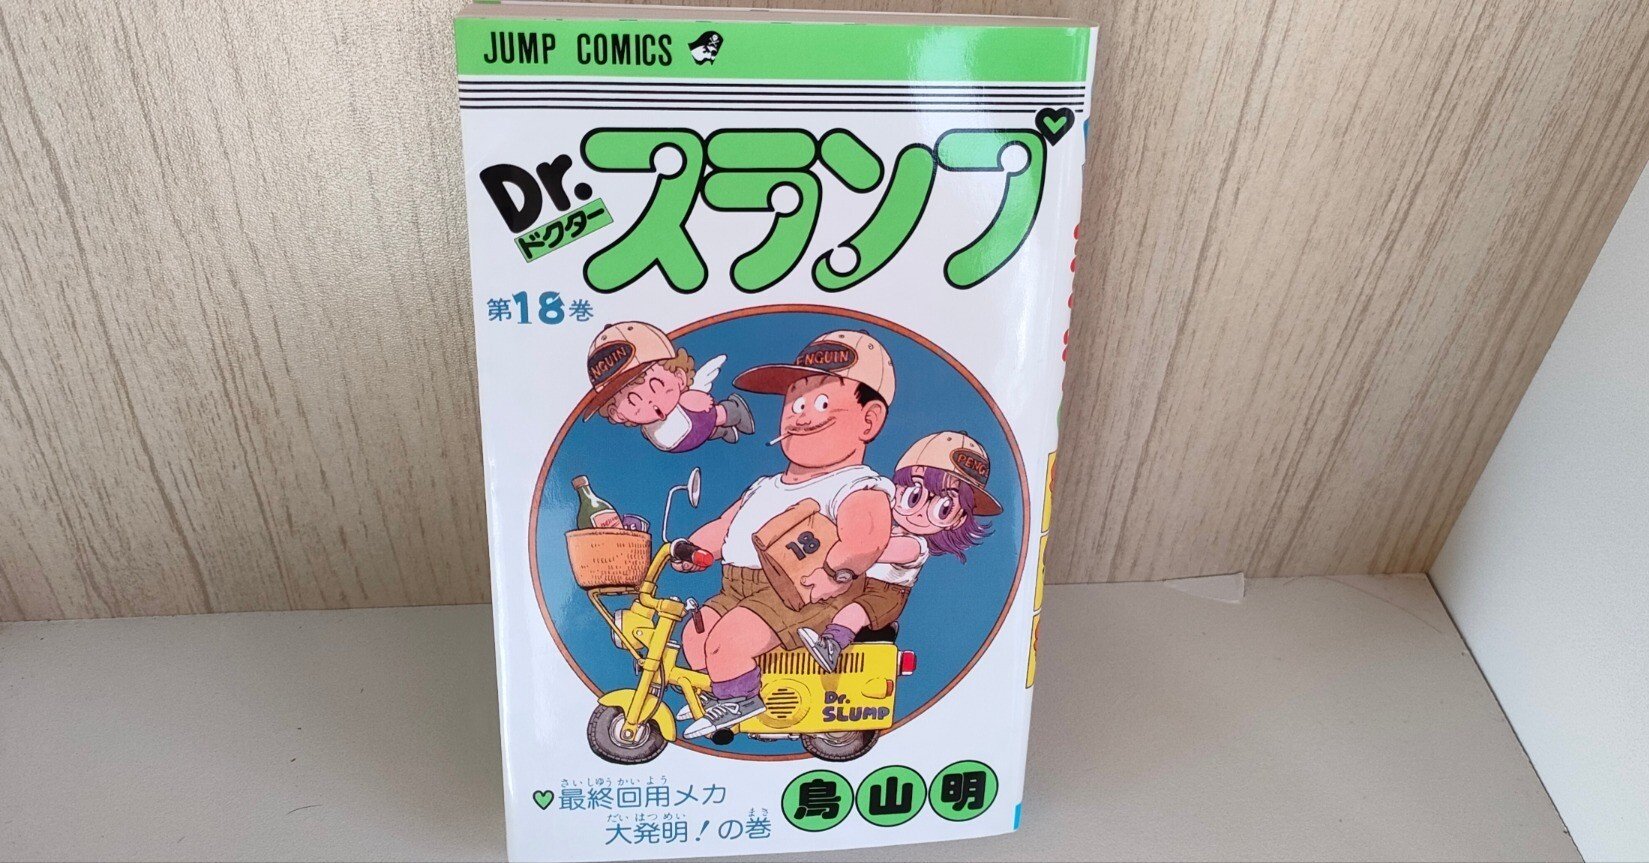 JUMP COMICS
Dr.スランプ
ドクター
第18巻
PENGUIN
ENGUIN
PENG
18
Dr.
SLUMP
さいしゅうかいよう
最終回用メカ
だいはつめい まき
大発明!の巻
鳥山明